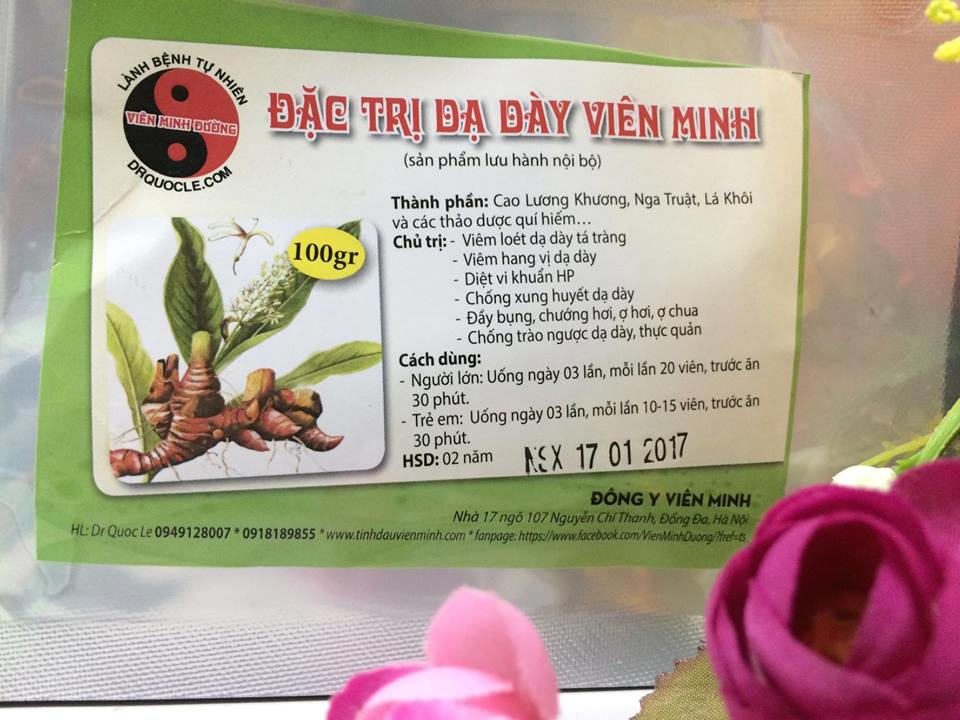 LÀNH BỆNH TỰ NHIÊN
VIÊN MINH ĐƯỜNG
DRQUOCLE.COM
ĐẶC TRỊ DẠ DÀY VIÊN MINH
(sản phẩm lưu hành nội bộ)
100gr
Thành phần: Cao Lương Khương, Nga Truật, Lá Khôi
và các thảo dược quí hiếm...
Chủ trị: - Viêm loét dạ dày tá tràng
- Viêm hang vị dạ dày
- Diệt vi khuẩn HP
- Chống xung huyết dạ dày
- Đầy bụng, chướng hơi, ợ hơi, ợ chua
- Chống trào ngược dạ dày, thực quản
Cách dùng:
- Người lớn: Uống ngày 03 lần, mỗi lần 20 viên, trước ăn
30 phút.
- Trẻ em: Uống ngày 03 lần, mỗi lần 10-15 viên, trước ăn
30 phút.
HSD: 02 năm NSX 17 01 2017
ĐÔNG Y VIÊN MINH
Nhà 17 ngõ 107 Nguyễn Chí Thanh, Đống Đa, Hà Nội
HL: Dr Quoc Le 0949128007 * 0918189855 * www.tinhdauvienminh.com * fanpage: https://www.facebook.com/VienMinhDuong/?fref=ts